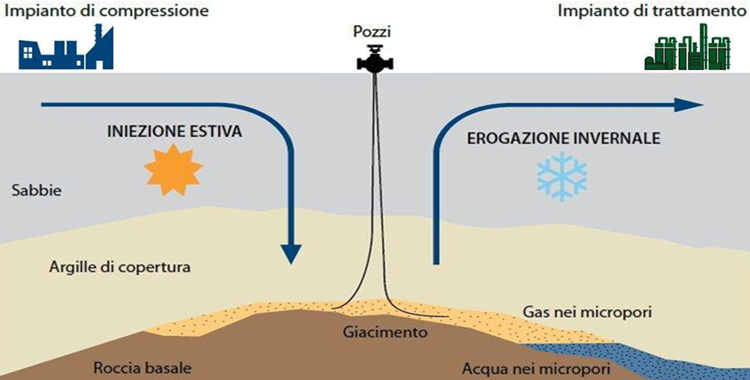 Impianto di compressione
Impianto di trattamento
Pozzi
INIEZIONE ESTIVA
EROGAZIONE INVERNALE
Sabbie
Argille di copertura
Gas nei micropori
Giacimento
Roccia basale
Acqua nei micropori